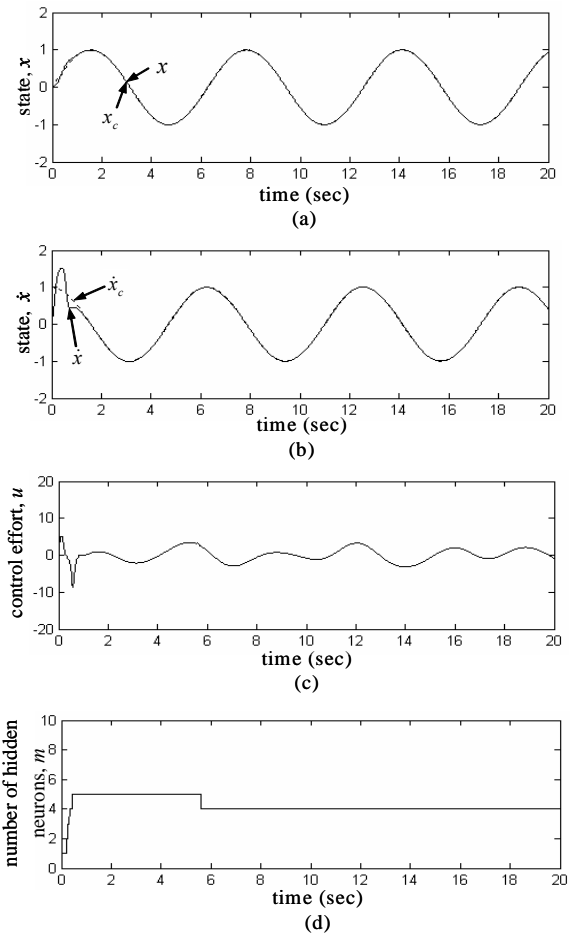 2
1
0
-1
-2
state, x
x
x_c
0 2 4 6 8 10 12 14 16 18 20
time (sec)
(a)
2
1
0
-1
-2
state, ẋ
ẋ_c
ẋ
0 2 4 6 8 10 12 14 16 18 20
time (sec)
(b)
20
10
0
-10
-20
control effort, u
0 2 4 6 8 10 12 14 16 18 20
time (sec)
(c)
10
8
6
4
2
0
number of hidden
neurons, m
0 2 4 6 8 10 12 14 16 18 20
time (sec)
(d)